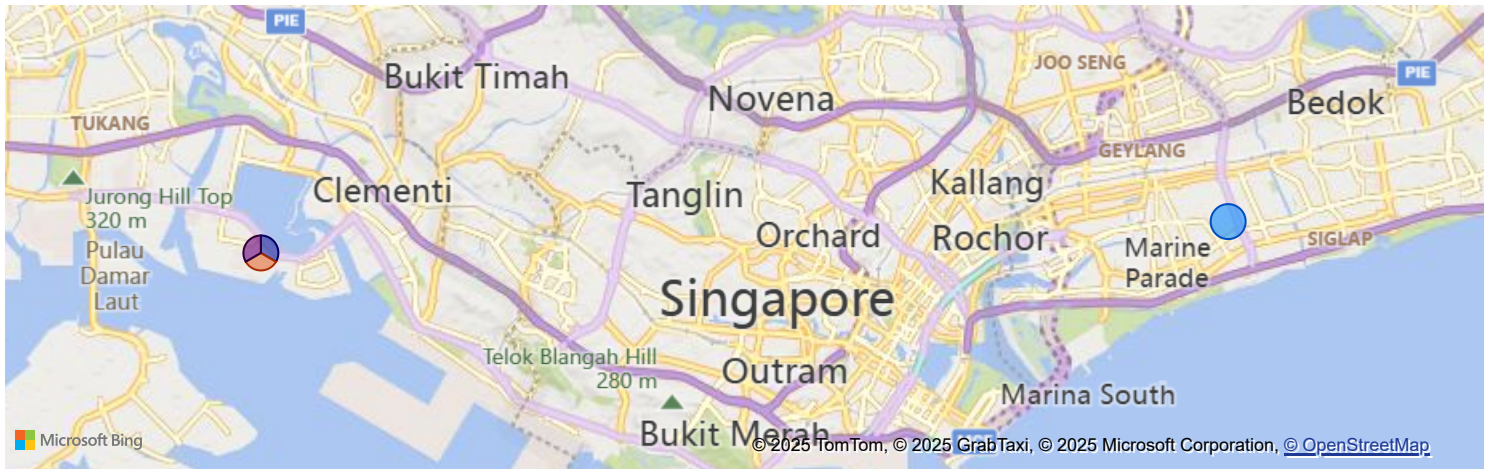 PIE
PIE
Bukit Timah
JOO SENG
Novena
Bedok
TUKANG
GEYLANG
Jurong Hill Top
320 m
Clementi
Tanglin
Kallang
Pulau
Damar
Laut
Orchard
Rochor
Marine
Parade
SIGLAP
Singapore
Telok Blangah Hill
280 m
Outram
Marina South
Bukit Merah
Microsoft Bing
© 2025 TomTom, © 2025 GrabTaxi, © 2025 Microsoft Corporation, © OpenStreetMap